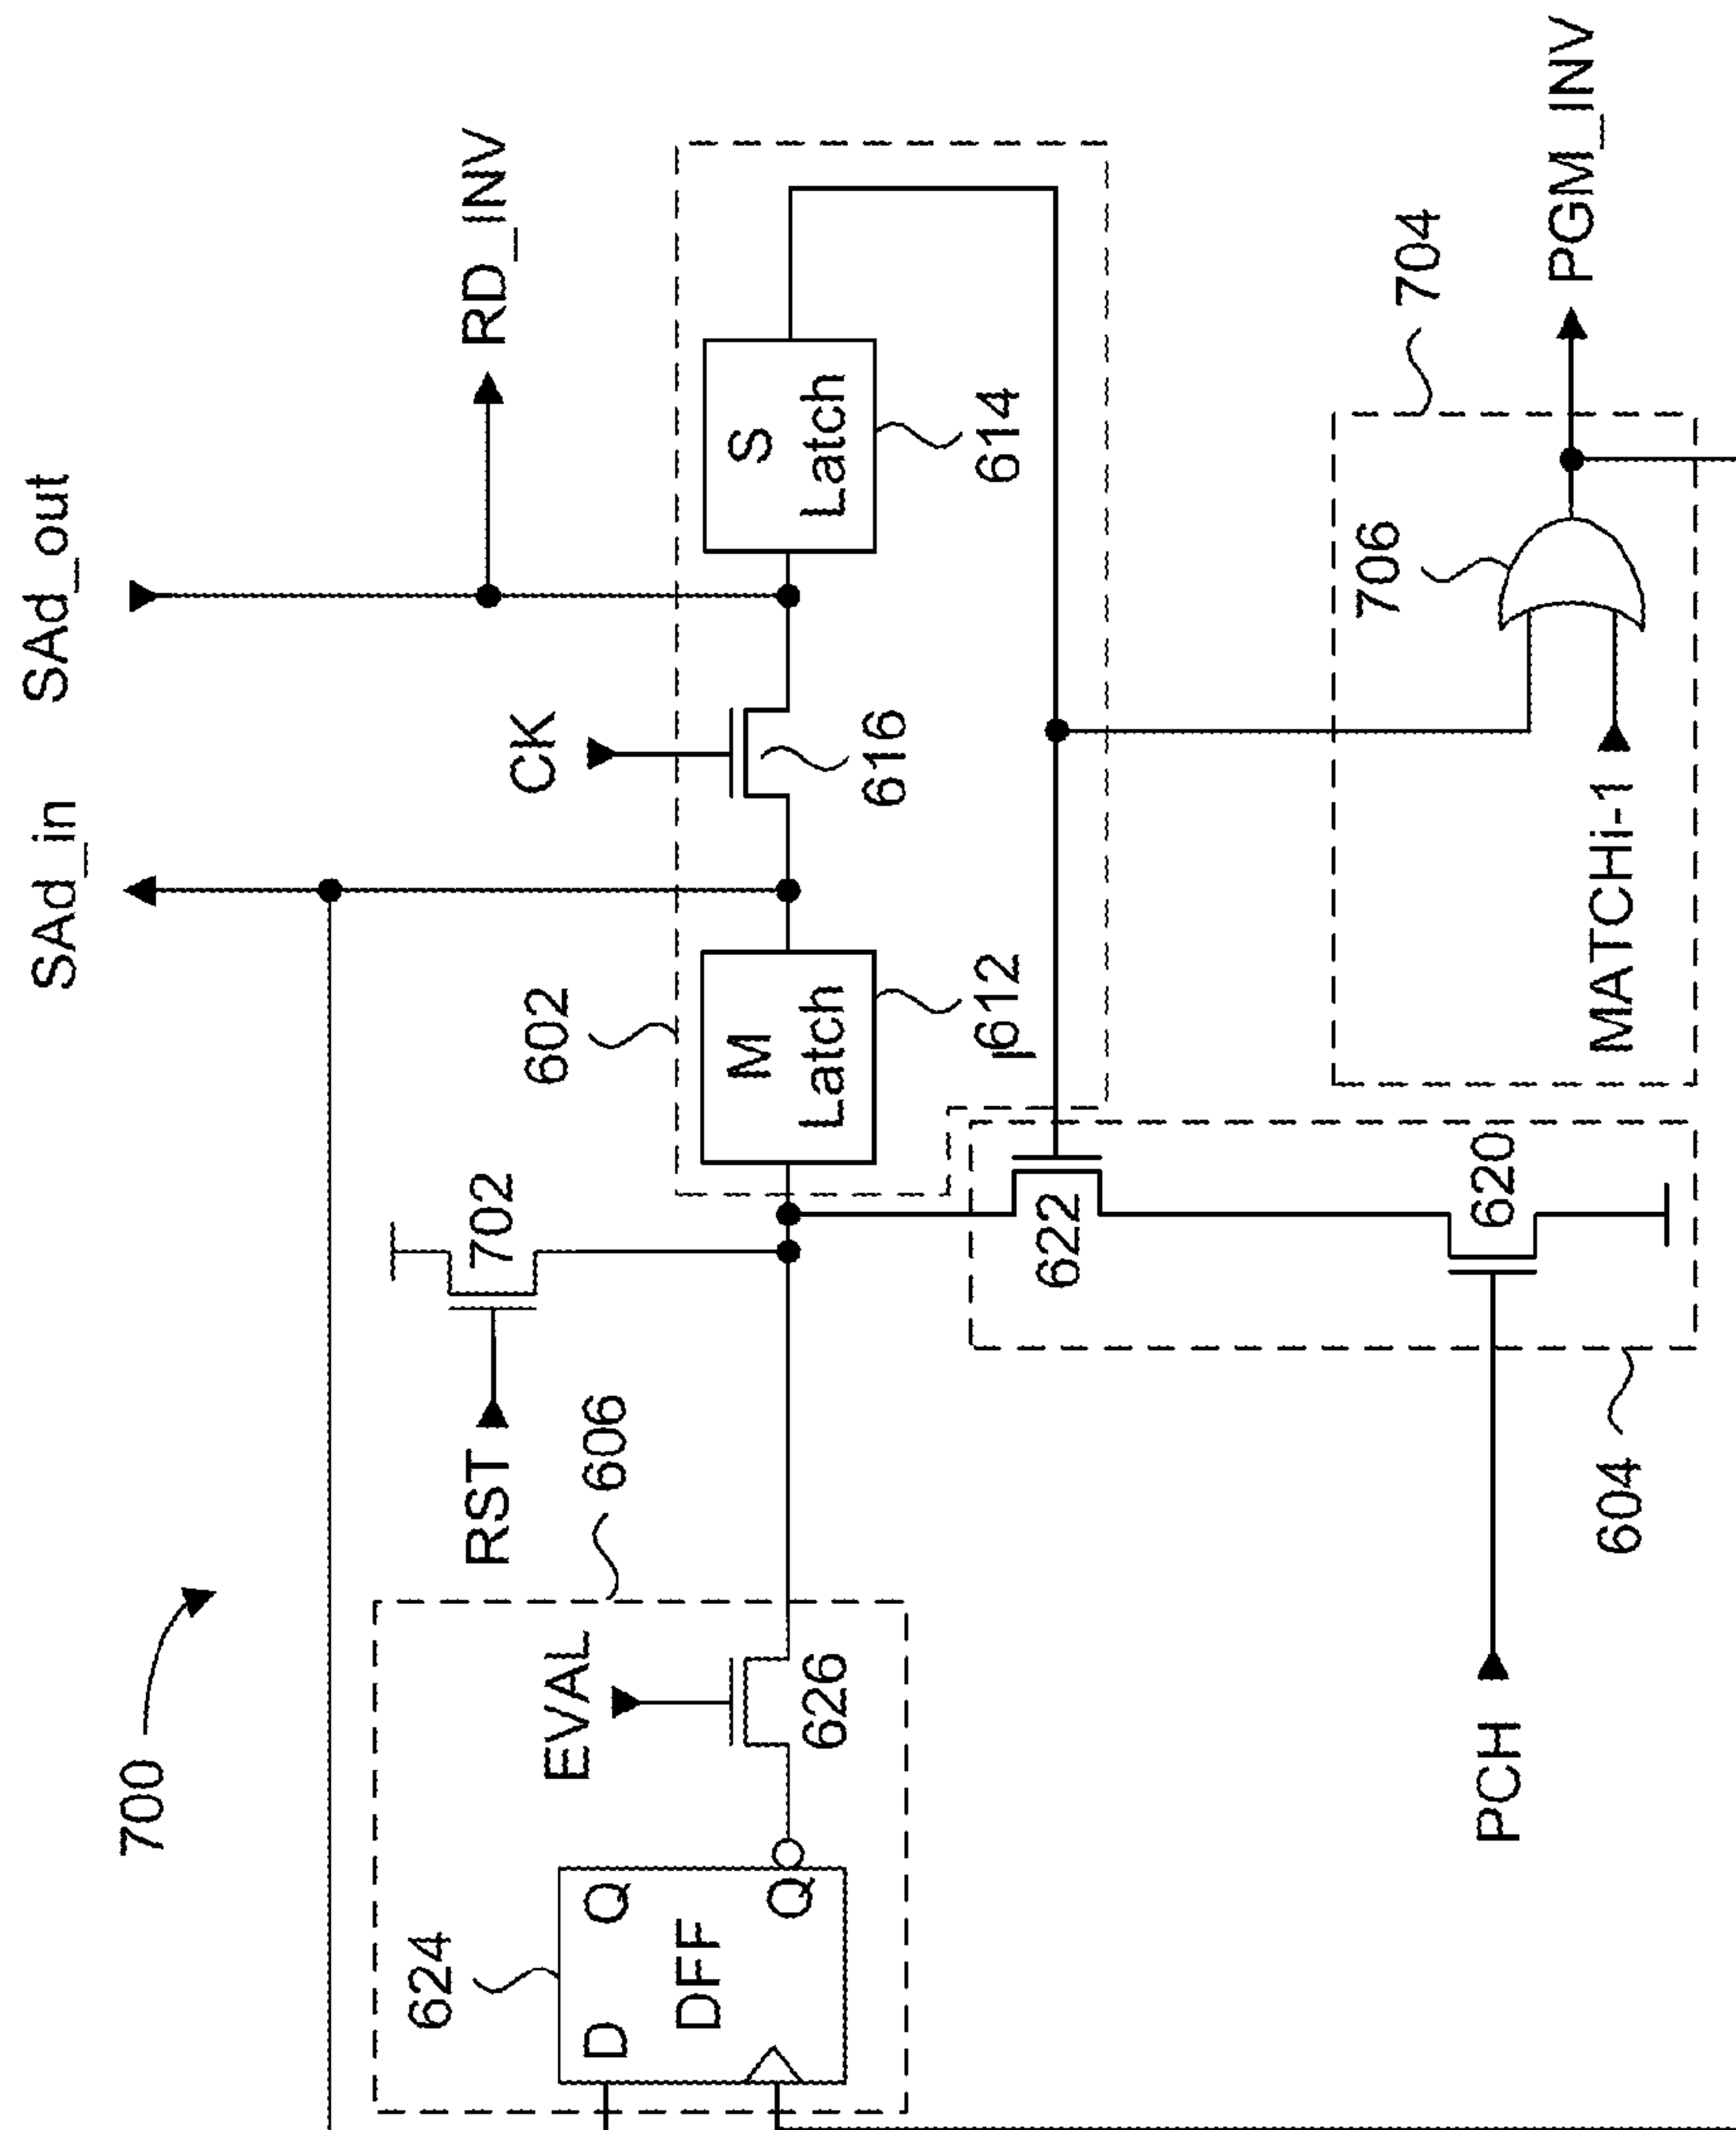 700
SAd_in
SAd_out
RD_INV
RST
702
602
CK
EVAL
606
624
D
Q
DFF
Q
626
M
Latch
612
616
S
Latch
614
622
620
604
PCH
704
706
MATCHi-1
PGM_INV